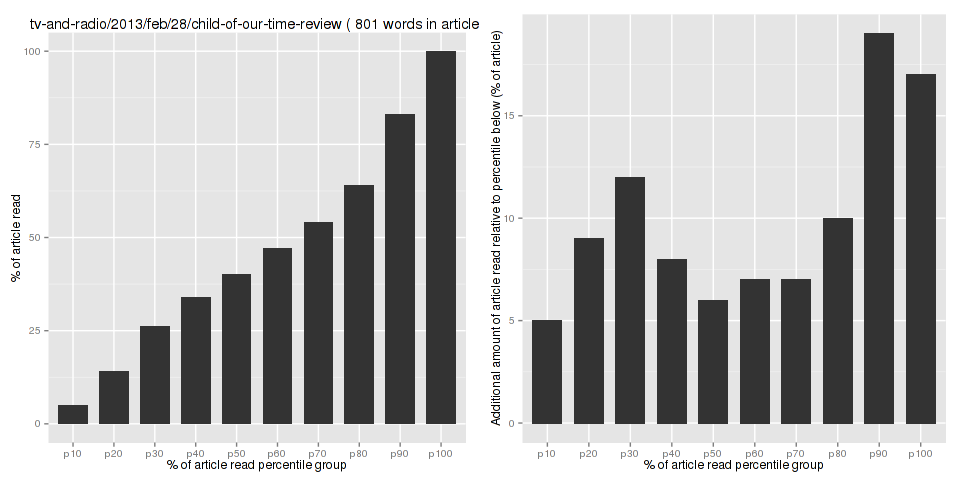 tv-and-radio/2013/feb/28/child-of-our-time-review ( 801 words in article
% of article read
100
75
50
25
0
p10 p20 p30 p40 p50 p60 p70 p80 p90 p100
% of article read percentile group
Additional amount of article read relative to percentile below (% of article)
15
10
5
0
p10 p20 p30 p40 p50 p60 p70 p80 p90 p100
% of article read percentile group